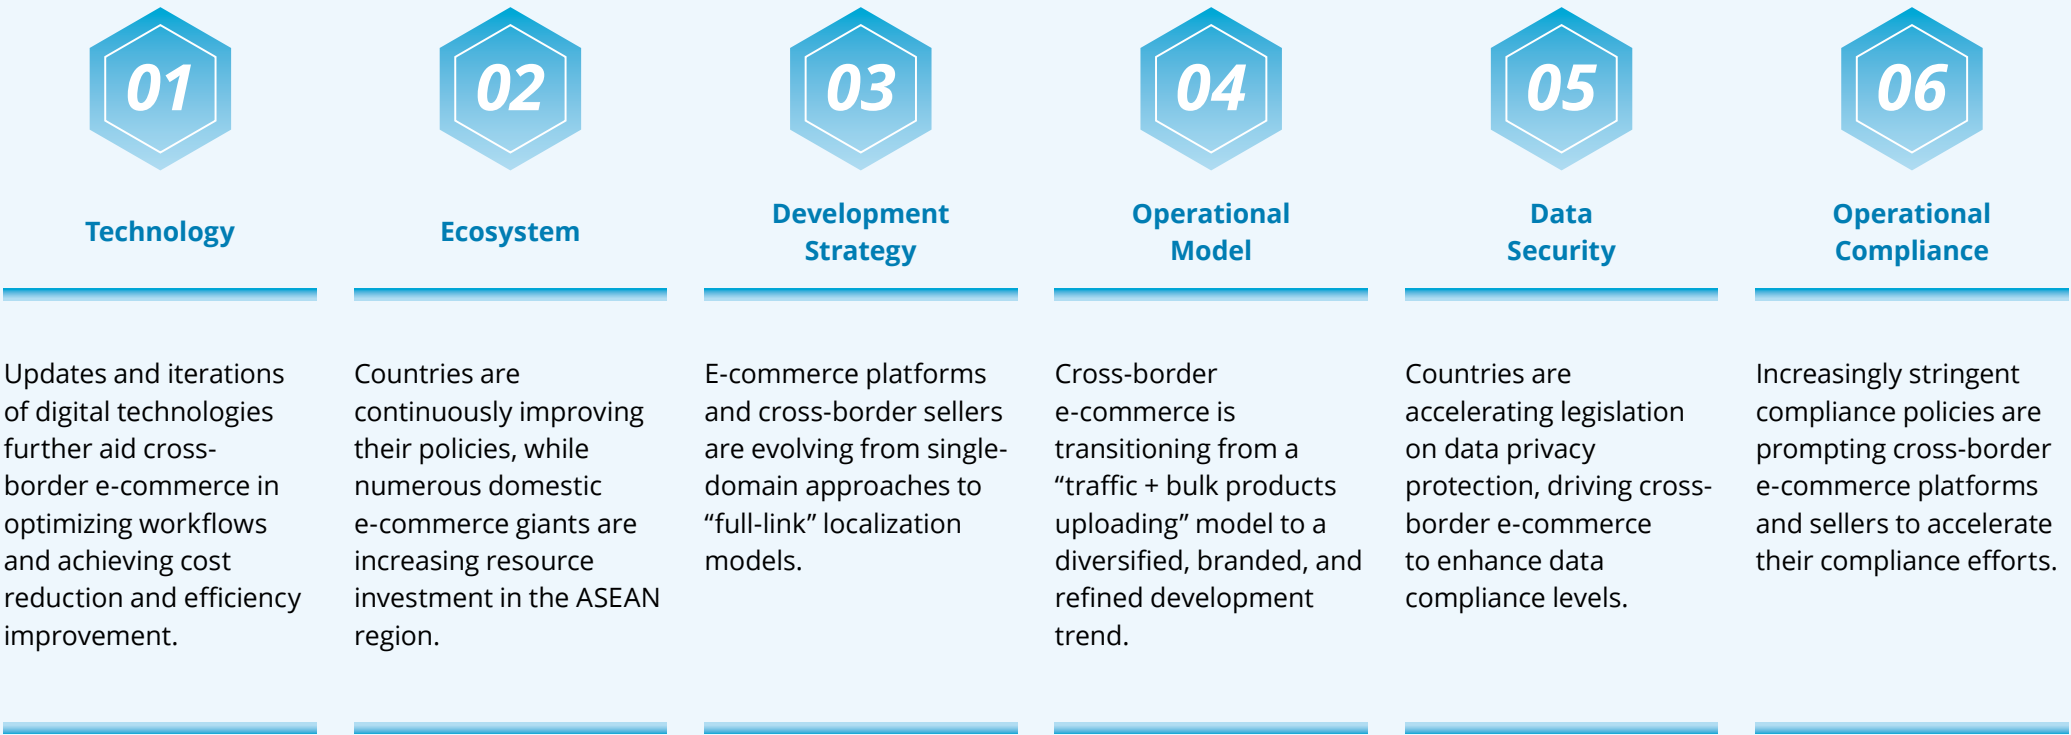 01
Technology
Updates and iterations
of digital technologies
further aid cross-
border e-commerce in
optimizing workflows
and achieving cost
reduction and efficiency
improvement.
02
Ecosystem
Countries are
continuously improving
their policies, while
numerous domestic
e-commerce giants are
increasing resource
investment in the ASEAN
region.
03
Development
Strategy
E-commerce platforms
and cross-border sellers
are evolving from single-
domain approaches to
“full-link” localization
models.
04
Operational
Model
Cross-border
e-commerce is
transitioning from a
“traffic + bulk products
uploading” model to a
diversified, branded, and
refined development
trend.
05
Data
Security
Countries are
accelerating legislation
on data privacy
protection, driving cross-
border e-commerce
to enhance data
compliance levels.
06
Operational
Compliance
Increasingly stringent
compliance policies are
prompting cross-border
e-commerce platforms
and sellers to accelerate
their compliance efforts.